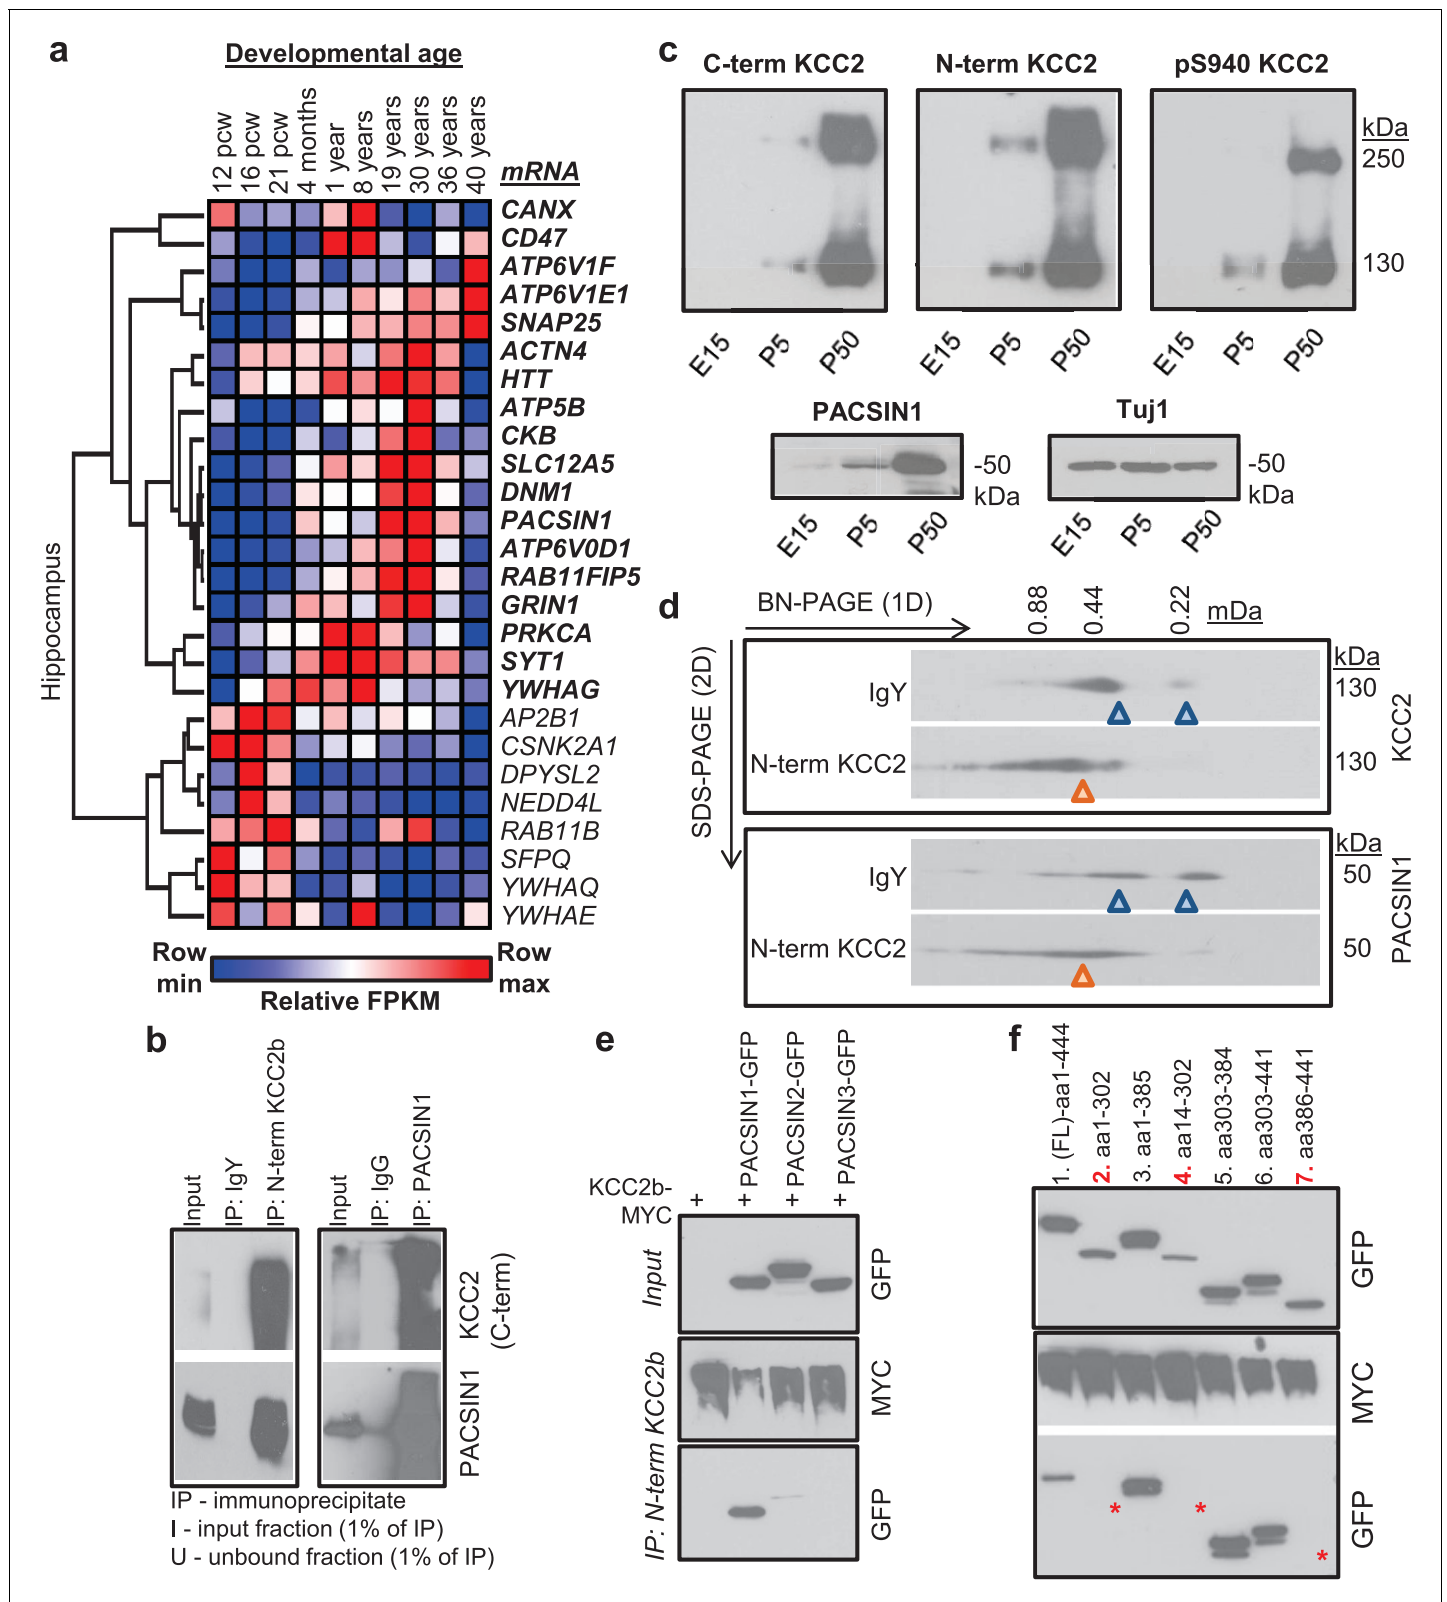 a
Developmental age
12 pcw
16 pcw
21 pcw
4 months
1 year
8 years
19 years
30 years
36 years
40 years
mRNA
CANX
CD47
ATP6V1F
ATP6V1E1
SNAP25
ACTN4
HTT
ATP5B
CKB
SLC12A5
DNM1
PACSIN1
ATP6V0D1
RAB11FIP5
GRIN1
PRKCA
SYT1
YWHAG
AP2B1
CSNK2A1
DPYSL2
NEDD4L
RAB11B
SFPQ
YWHAQ
YWHAE
Hippocampus
Row min
Row max
Relative FPKM
b
Input
IP: IgY
IP: N-term KCC2b
Input
IP: IgG
IP: PACSIN1
KCC2 (C-term)
PACSIN1
IP - immunoprecipitate
I - input fraction (1% of IP)
U - unbound fraction (1% of IP)
c
C-term KCC2
N-term KCC2
pS940 KCC2
kDa
250
130
E15
P5
P50
E15
P5
P50
E15
P5
P50
PACSIN1
Tuj1
-50 kDa
-50 kDa
E15
P5
P50
E15
P5
P50
d
BN-PAGE (1D)
0.88
0.44
0.22
mDa
SDS-PAGE (2D)
kDa
IgY
130
N-term KCC2
130
KCC2
kDa
IgY
50
N-term KCC2
50
PACSIN1
e
PACSIN1-GFP
PACSIN2-GFP
PACSIN3-GFP
KCC2b-MYC
+
+
+
+
Input
GFP
IP: N-term KCC2b
MYC
GFP
f
1. (FL)-aa1-444
2. aa1-302
3. aa1-385
4. aa14-302
5. aa303-384
6. aa303-441
7. aa386-441
GFP
MYC
GFP
*
*
*